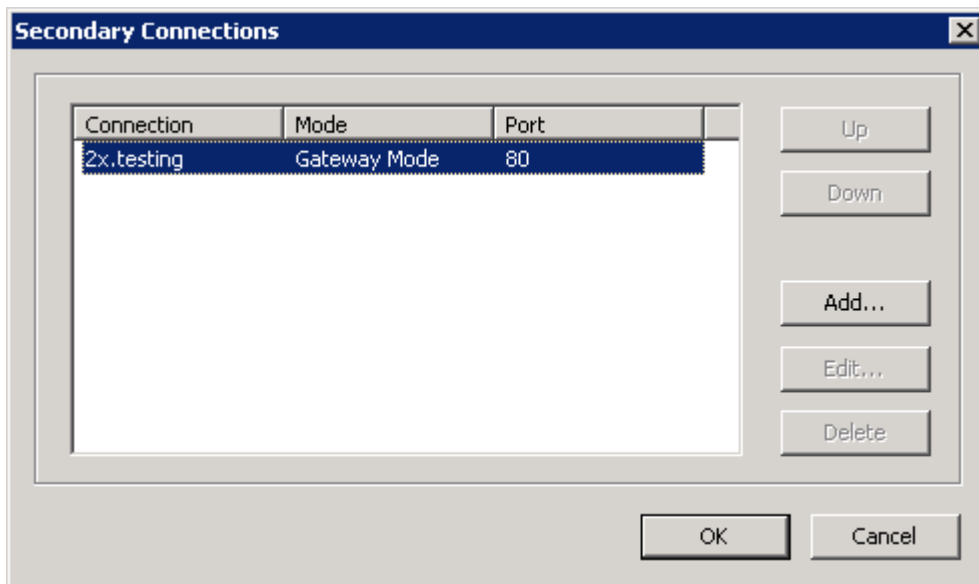 Secondary Connections
Connection Mode Port
2x.testing Gateway Mode 80
Up
Down
Add...
Edit...
Delete
OK Cancel